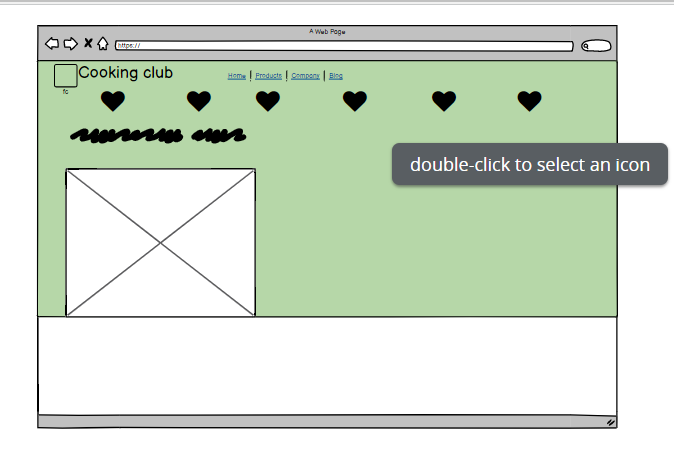 A Web Page
https://
Cooking club
Home | Products | Company | Blog
fc
double-click to select an icon